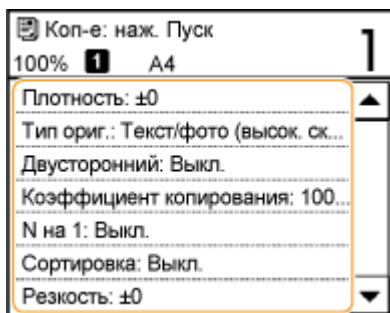 Коп-е: наж. Пуск
100% 1 A4
1
Плотность: ±0
Тип ориг.: Текст/фото (высок. ск...
Двусторонний: Выкл.
Коэффициент копирования: 100...
N на 1: Выкл.
Сортировка: Выкл.
Резкость: ±0